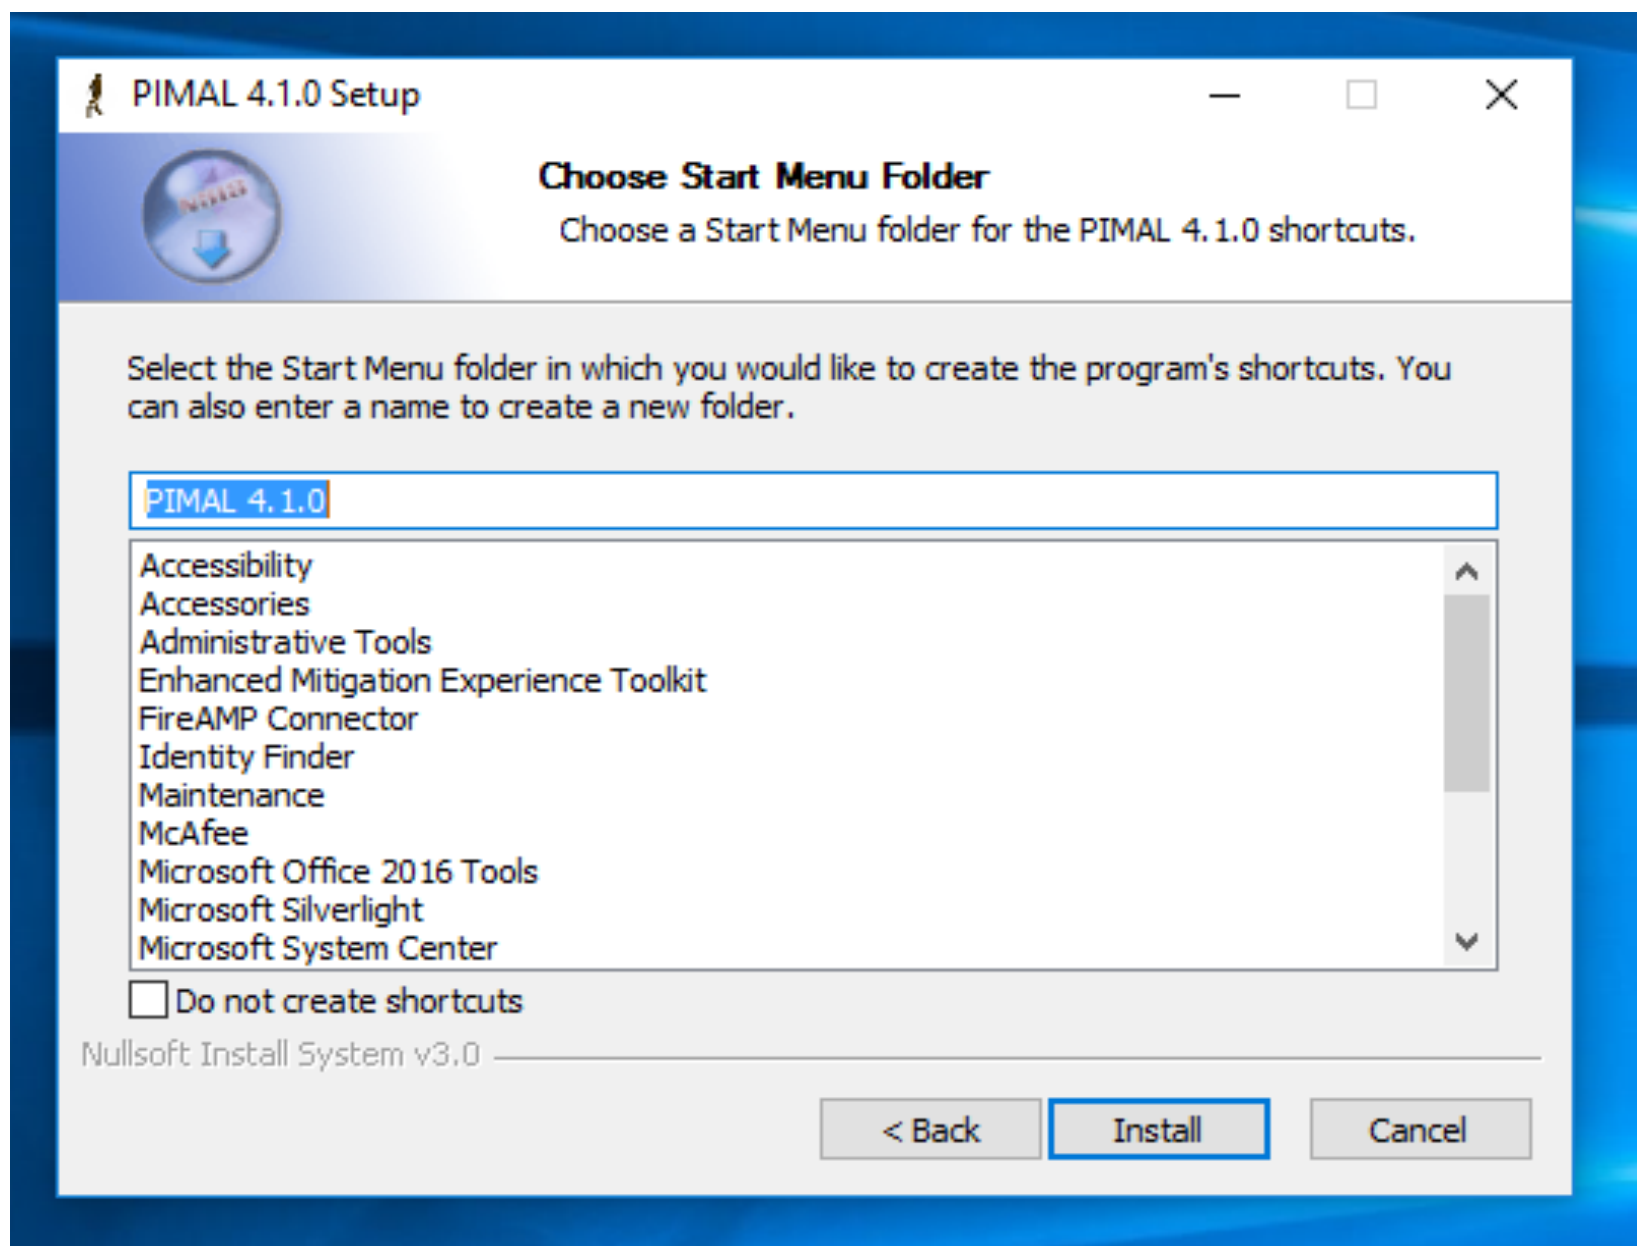 PIMAL 4.1.0 Setup
Choose Start Menu Folder
Choose a Start Menu folder for the PIMAL 4.1.0 shortcuts.
Select the Start Menu folder in which you would like to create the program's shortcuts. You
can also enter a name to create a new folder.
PIMAL 4.1.0
Accessibility
Accessories
Administrative Tools
Enhanced Mitigation Experience Toolkit
FireAMP Connector
Identity Finder
Maintenance
McAfee
Microsoft Office 2016 Tools
Microsoft Silverlight
Microsoft System Center
Do not create shortcuts
Nullsoft Install System v3.0
< Back
Install
Cancel